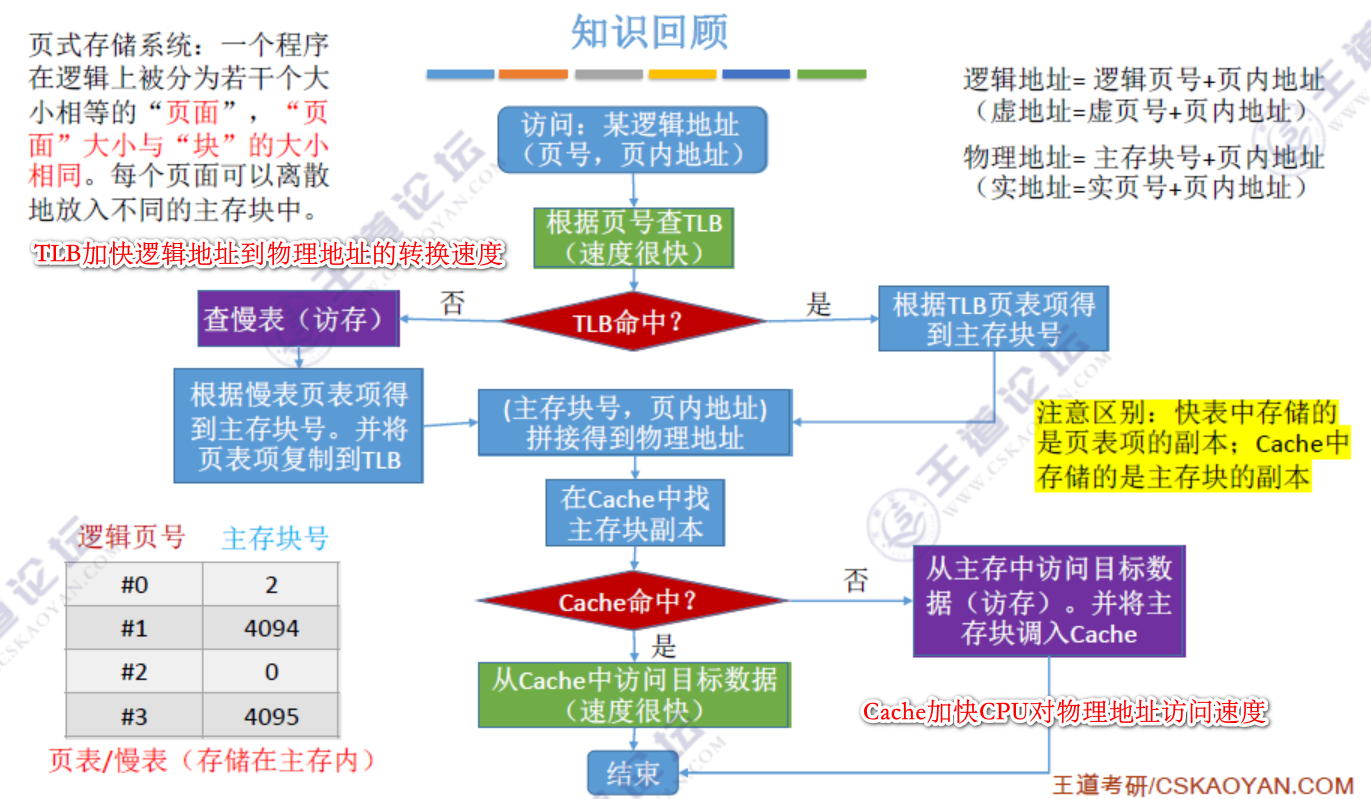 知识回顾
页式存储系统：一个程序
在逻辑上被分为若干个大
小相等的“页面”，“页
面”大小与“块”的大小
相同。每个页面可以离散
地放入不同的主存块中。
逻辑地址= 逻辑页号+页内地址
（虚地址=虚页号+页内地址）
物理地址= 主存块号+页内地址
（实地址=实页号+页内地址）
访问：某逻辑地址
（页号，页内地址）
根据页号查TLB
（速度很快）
TLB加快逻辑地址到物理地址的转换速度
TLB命中？
否
是
查慢表（访存）
根据TLB页表项得
到主存块号
根据慢表页表项得
到主存块号。并将
页表项复制到TLB
(主存块号，页内地址)
拼接得到物理地址
注意区别：快表中存储的
是页表项的副本；Cache中
存储的是主存块的副本
在Cache中找
主存块副本
Cache命中？
否
是
从主存中访问目标数
据（访存）。并将主
存块调入Cache
从Cache中访问目标数据
（速度很快）
Cache加快CPU对物理地址访问速度
结束
逻辑页号 主存块号
#0 2
#1 4094
#2 0
#3 4095
页表/慢表（存储在主存内）
王道考研/CSKAOYAN.COM
王道论坛
WWW.CSKAOYAN.COM